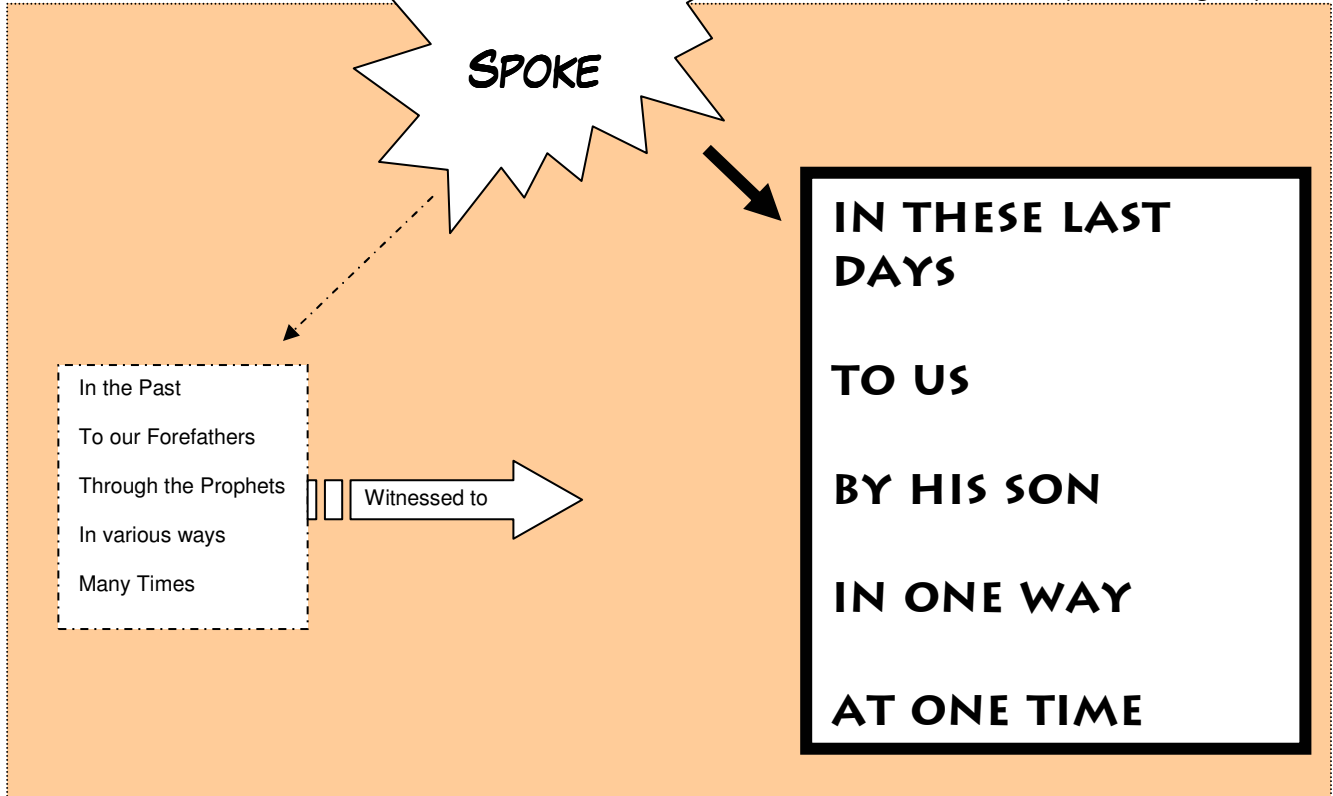 SPOKE
In the Past
To our Forefathers
Through the Prophets
In various ways
Many Times
Witnessed to
IN THESE LAST
DAYS
TO US
BY HIS SON
IN ONE WAY
AT ONE TIME